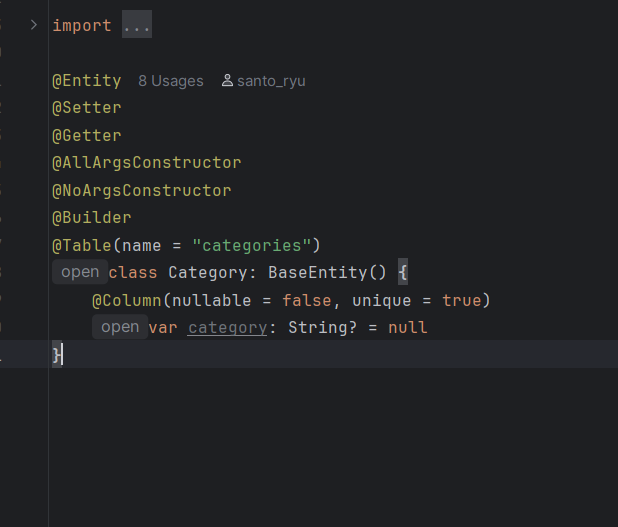 import ...
@Entity 8 Usages santo_ryu
@Setter
@Getter
@AllArgsConstructor
@NoArgsConstructor
@Builder
@Table(name = "categories")
open class Category: BaseEntity() {
@Column(nullable = false, unique = true)
open var category: String? = null
}